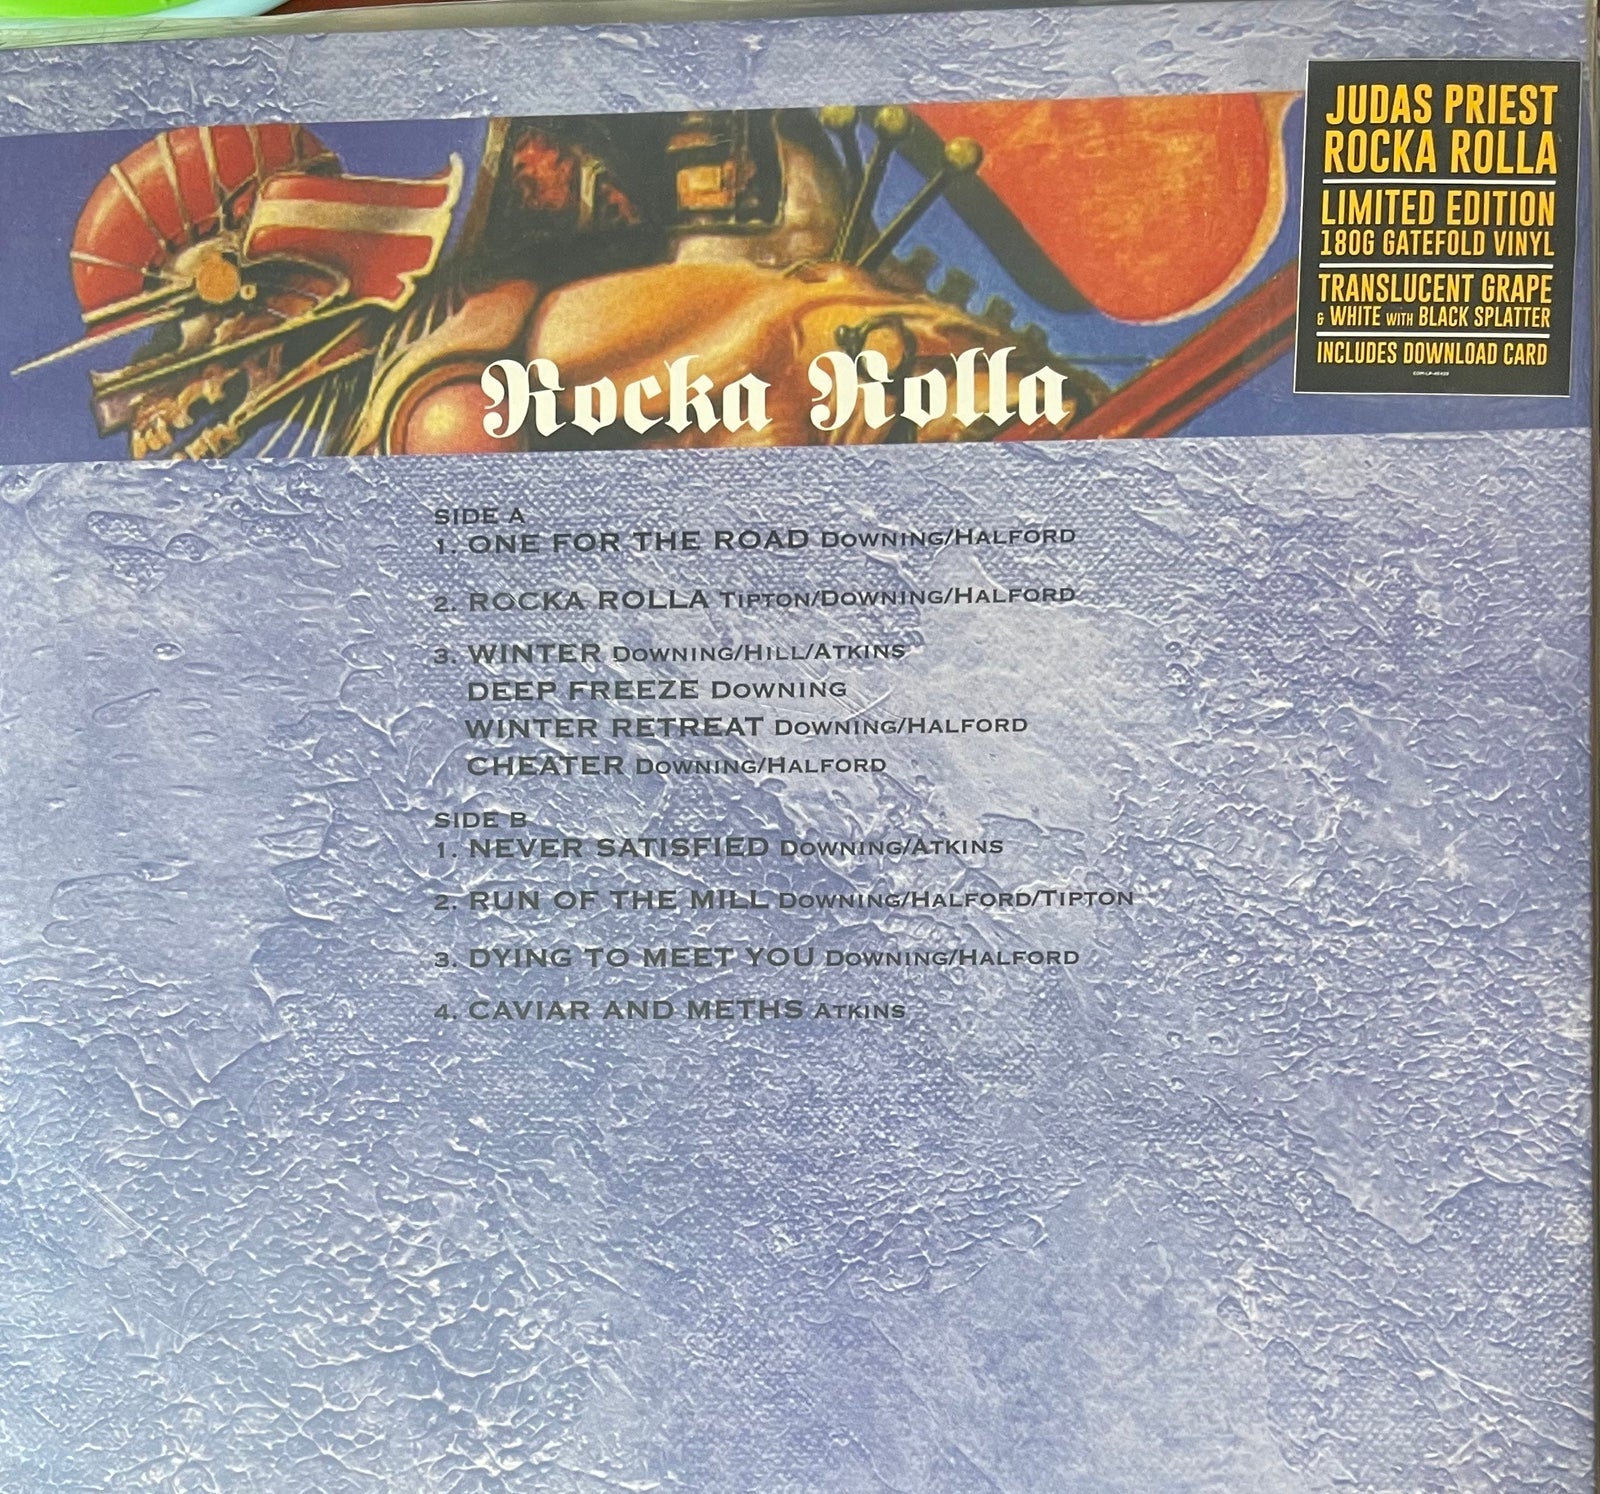 JUDAS PRIEST
ROCKA ROLLA
LIMITED EDITION
180G GATEFOLD VINYL
TRANSLUCENT GRAPE
& WHITE WITH BLACK SPLATTER
INCLUDES DOWNLOAD CARD
Rocka Rolla
SIDE A
1. ONE FOR THE ROAD DOWNING/HALFORD
2. ROCKA ROLLA TIPTON/DOWNING/HALFORD
3. WINTER DOWNING/HILL/ATKINS
DEEP FREEZE DOWNING
WINTER RETREAT DOWNING/HALFORD
CHEATER DOWNING/HALFORD
SIDE B
1. NEVER SATISFIED DOWNING/ATKINS
2. RUN OF THE MILL DOWNING/HALFORD/TIPTON
3. DYING TO MEET YOU DOWNING/HALFORD
4. CAVIAR AND METHS ATKINS